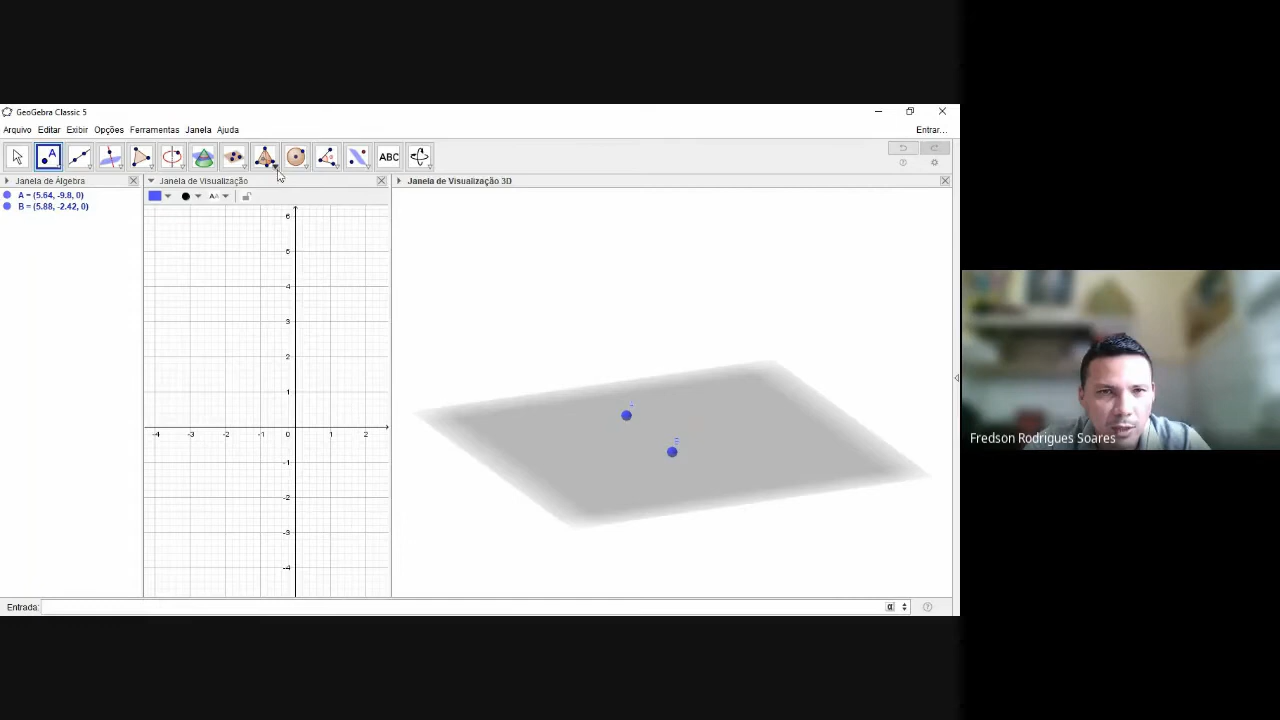 GeoGebra Classic 5
Arquivo Editar Exibir Opções Ferramentas Janela Ajuda
Entrar...
A
ABC
Janela de Álgebra
Janela de Visualização
Janela de Visualização 3D
A = (5.64, -9.8, 0)
B = (5.88, -2.42, 0)
AA
6
5
4
3
2
1
-4 -3 -2 -1 0 1 2
-1
-2
-3
-4
Fredson Rodrigues Soares
Entrada:
α